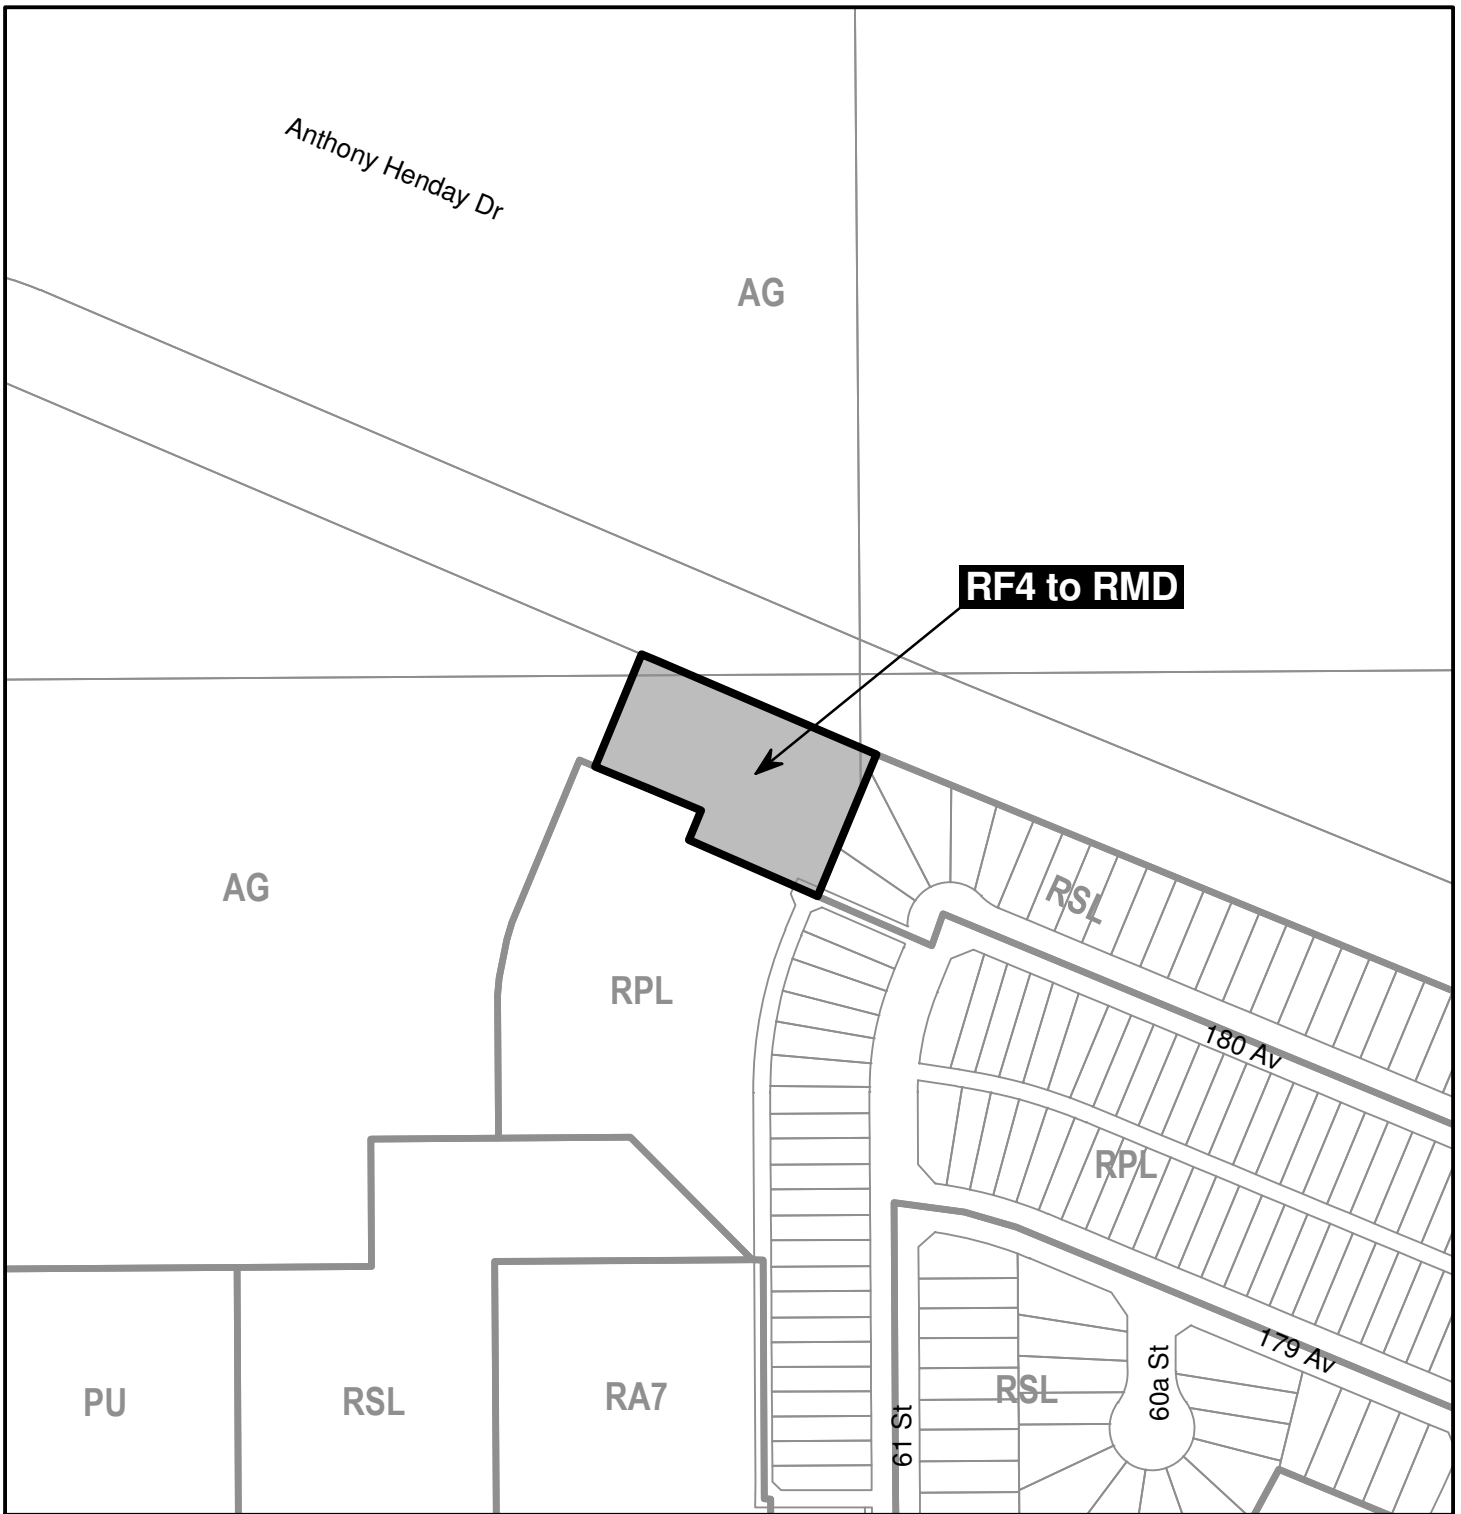 Anthony Henday Dr
AG
RF4 to RMD
AG
RSL
RPL
180 Av
RPL
179 Av
60a St
RSL
RA7
RSL
PU
61 St